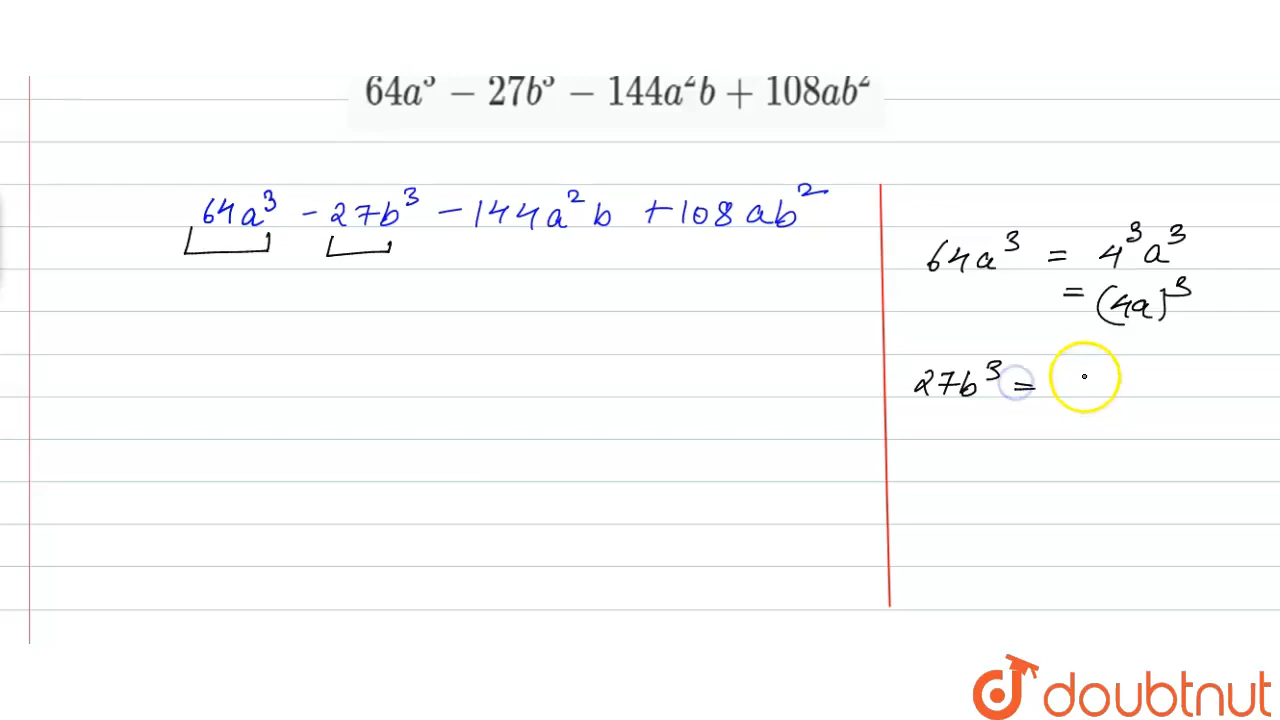 64a³ − 27b³ − 144a²b + 108ab²
64a³ − 27b³ − 144a²b + 108ab²
64a³ = 4³a³
= (4a)³
27b³ =
doubtnut